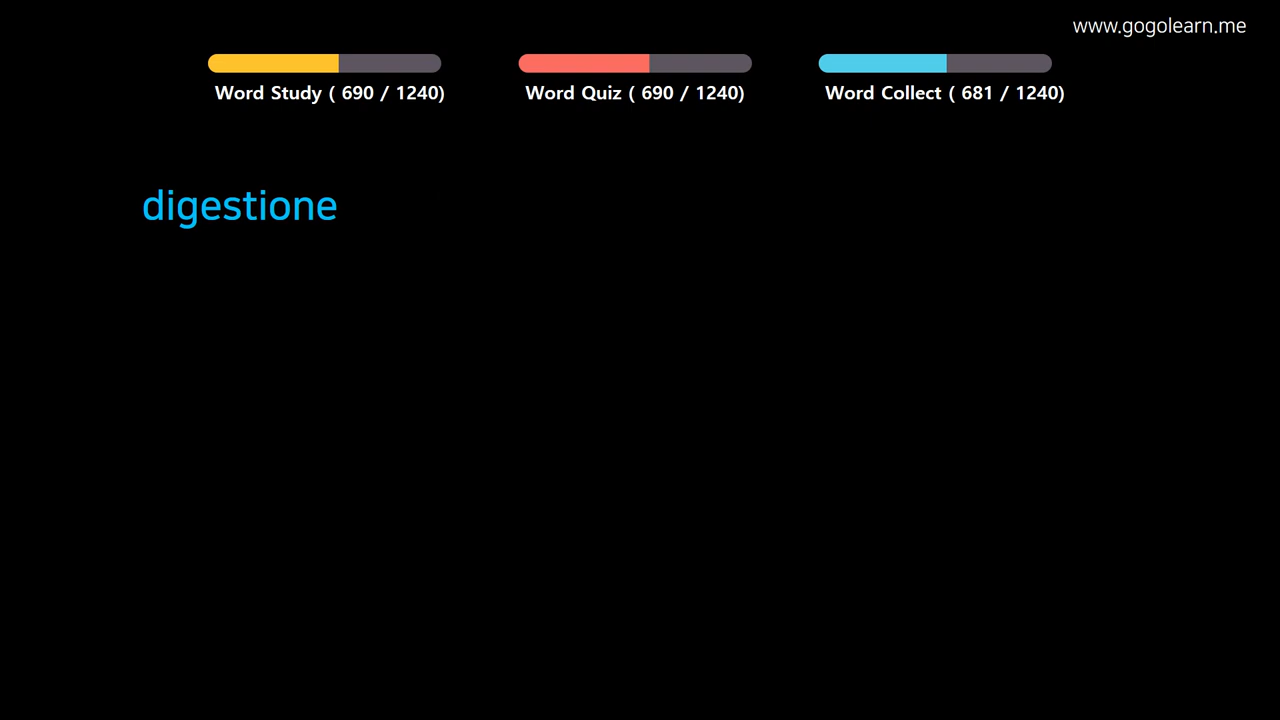 www.gogolearn.me
Word Study ( 690 / 1240)
Word Quiz ( 690 / 1240)
Word Collect ( 681 / 1240)
digestione